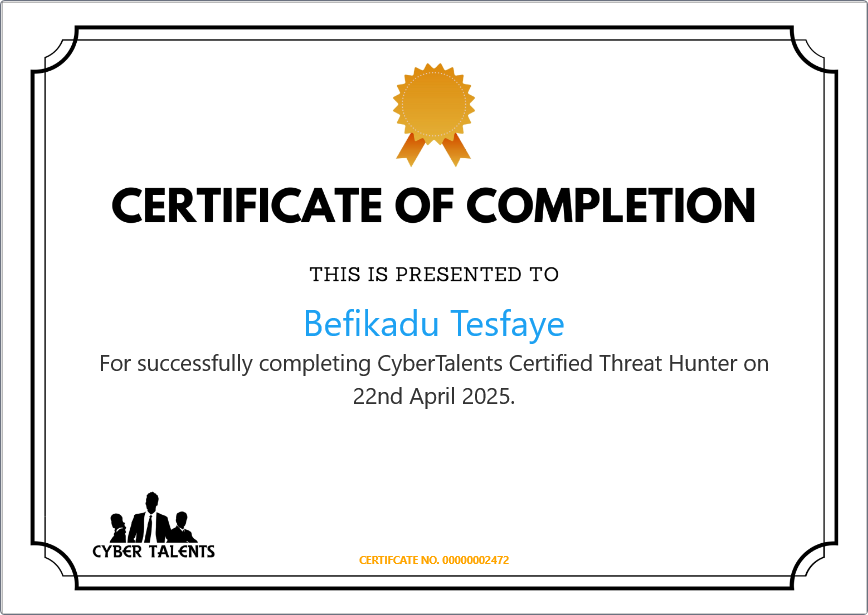 CERTIFICATE OF COMPLETION
THIS IS PRESENTED TO
Befikadu Tesfaye
For successfully completing CyberTalents Certified Threat Hunter on
22nd April 2025.
CYBER TALENTS
CERTIFCATE NO. 00000002472